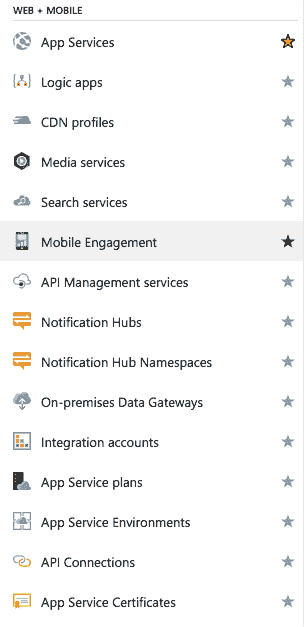 WEB + MOBILE
App Services
Logic apps
CDN profiles
Media services
Search services
Mobile Engagement
API Management services
Notification Hubs
Notification Hub Namespaces
On-premises Data Gateways
Integration accounts
App Service plans
App Service Environments
API Connections
App Service Certificates